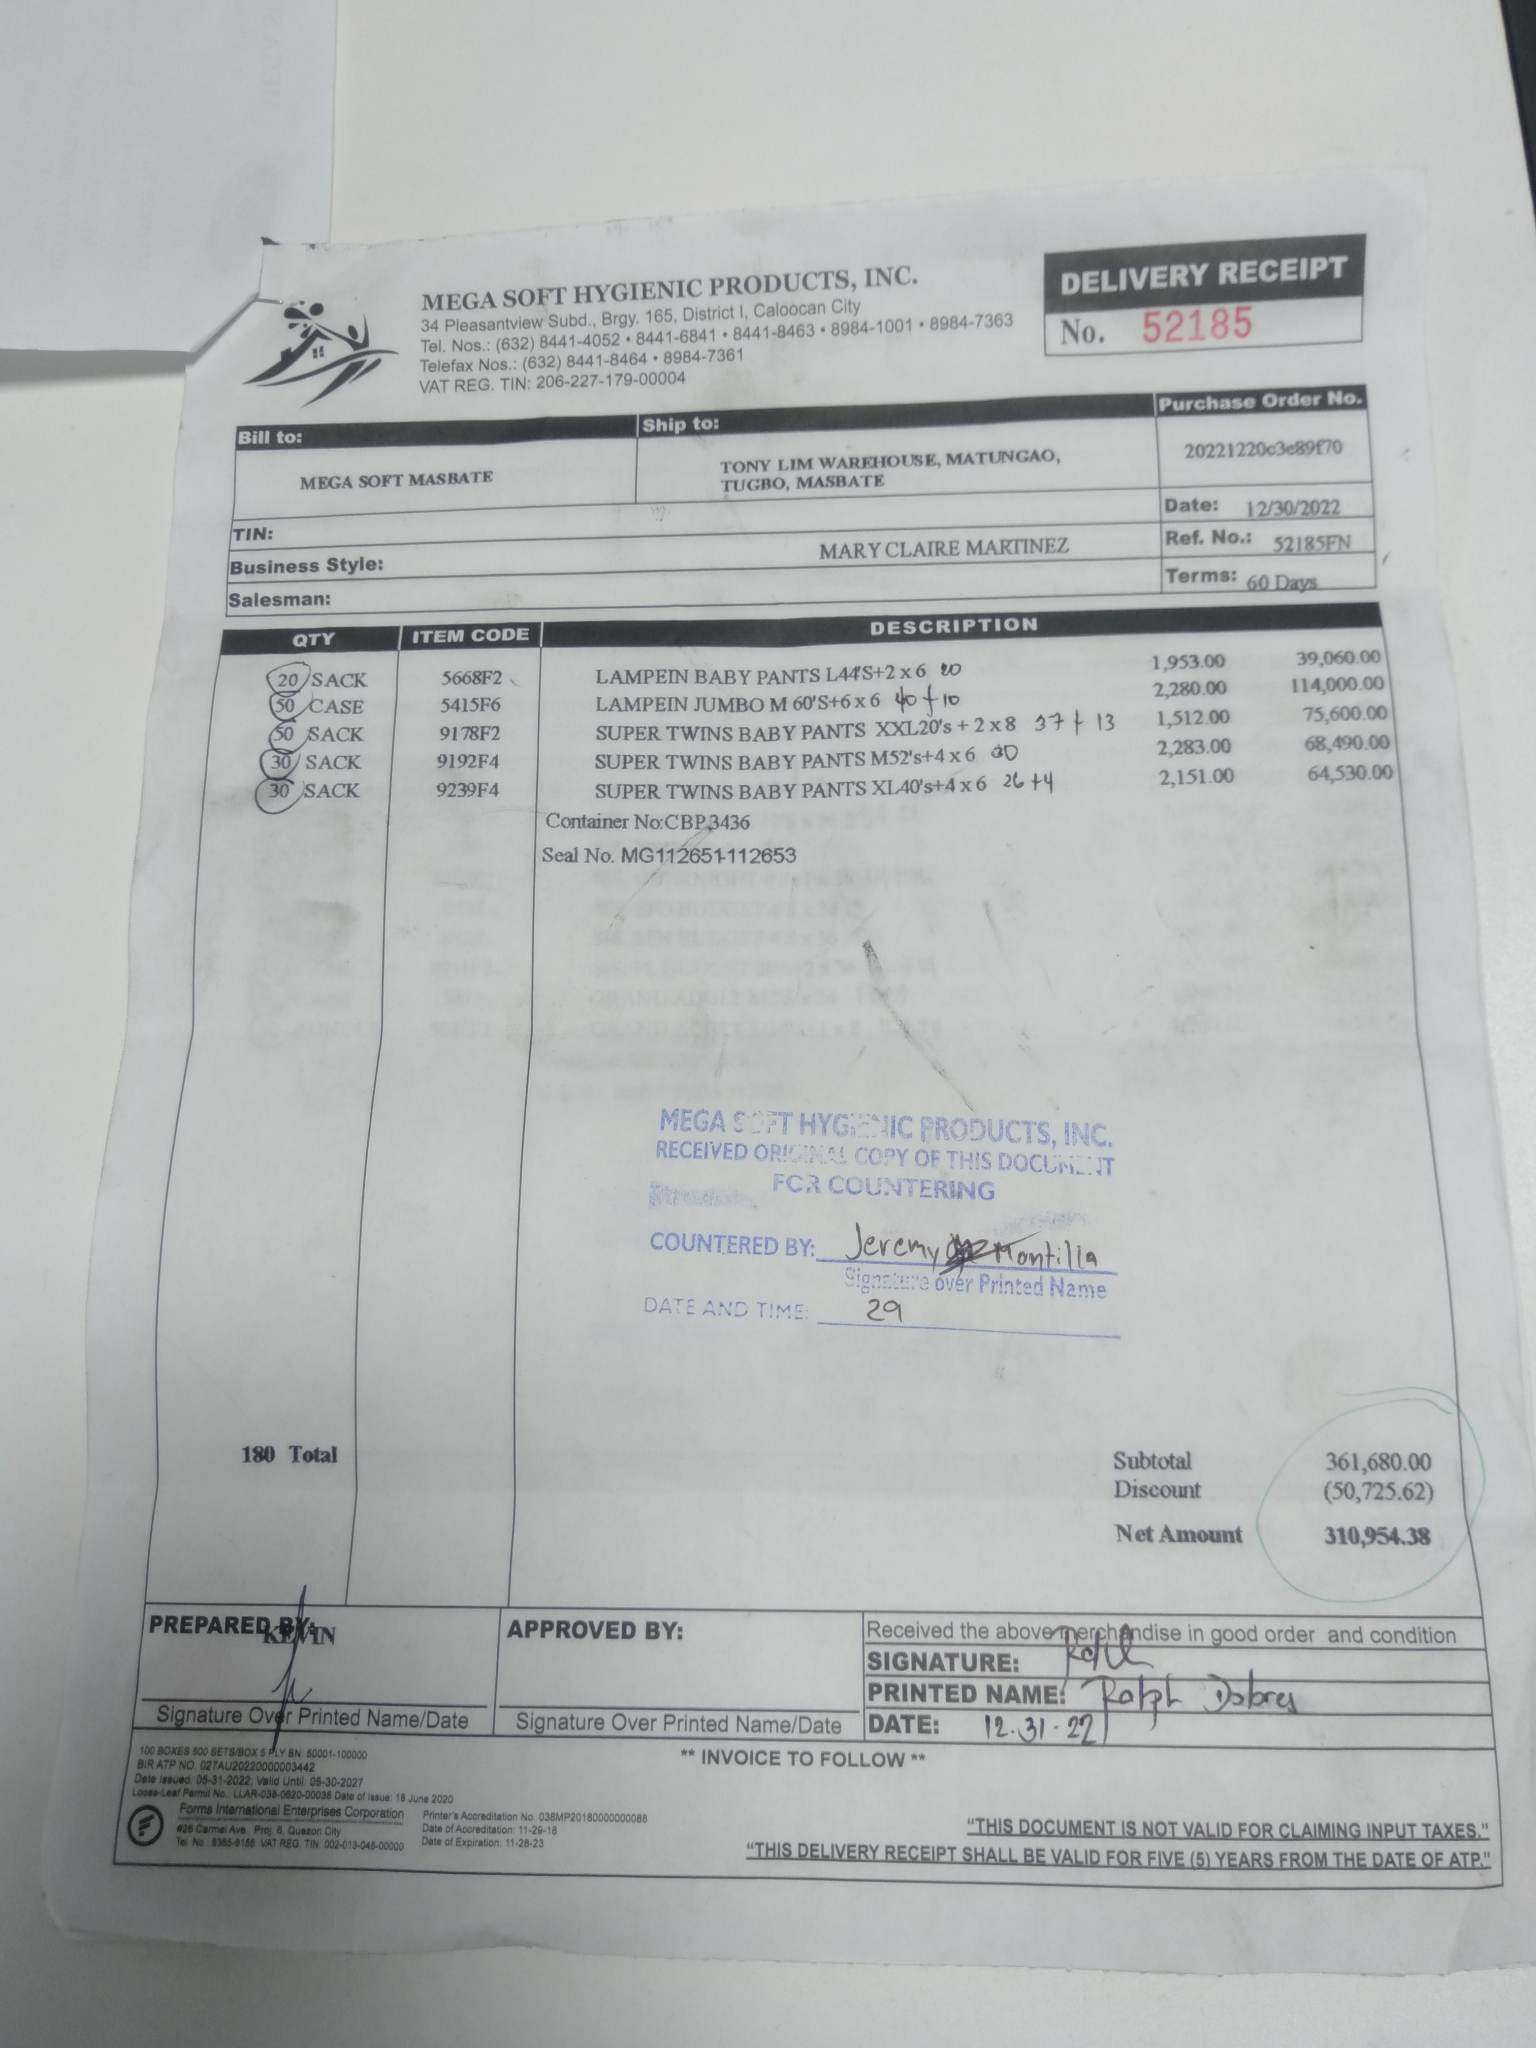 MEGA SOFT HYGIENIC PRODUCTS, INC.
34 Pleasantview Subd., Brgy. 165, District I, Caloocan City
Tel. Nos.: (632) 8441-4052 • 8441-6841 • 8441-8463 • 8984-1001 • 8984-7363
Telefax Nos.: (632) 8441-8464 • 8984-7361
VAT REG. TIN: 206-227-179-00004
DELIVERY RECEIPT
No. 52185
Bill to: Ship to: Purchase Order No.
MEGA SOFT MASBATE
TONY LIM WAREHOUSE, MATUNGAO,
TUGBO, MASBATE
20221220c3e89f70
Date: 12/30/2022
TIN:
Ref. No.: 52185FN
Business Style: MARY CLAIRE MARTINEZ
Terms: 60 Days
Salesman:
QTY ITEM CODE DESCRIPTION
20 SACK 5668F2 LAMPEIN BABY PANTS L44'S+2 x 6 20 1,953.00 39,060.00
50 CASE 5415F6 LAMPEIN JUMBO M 60'S+6 x 6 40 + 10 2,280.00 114,000.00
50 SACK 9178F2 SUPER TWINS BABY PANTS XXL20's + 2 x 8 37 + 13 1,512.00 75,600.00
30 SACK 9192F4 SUPER TWINS BABY PANTS M52's+4 x 6 30 2,283.00 68,490.00
30 SACK 9239F4 SUPER TWINS BABY PANTS XL40's+4 x 6 26 +4 2,151.00 64,530.00
Container No:CBP3436
Seal No. MG112651-112653
MEGA SOFT HYGIENIC PRODUCTS, INC.
RECEIVED ORIGINAL COPY OF THIS DOCUMENT
FOR COUNTERING
COUNTERED BY: Jeremy Montilla
Signature over Printed Name
DATE AND TIME: 29
180 Total
Subtotal 361,680.00
Discount (50,725.62)
Net Amount 310,954.38
PREPARED BY: KEVIN
Signature Over Printed Name/Date
APPROVED BY:
Signature Over Printed Name/Date
Received the above merchandise in good order and condition
SIGNATURE:
PRINTED NAME: Ralph Dolores
DATE: 12.31-22
** INVOICE TO FOLLOW **
100 BOXES 500 SETS/BOX 5 PLY BN: 50001-100000
BIR ATP NO. 027AU20220000003442
Date Issued: 05-31-2022; Valid Until: 05-30-2027
Loose-Leaf Permit No.: LLAR-038-0620-00036 Date of Issue: 18 June 2020
Forms International Enterprises Corporation
#26 Carmel Ave., Proj. 6, Quezon City
Tel. No.: 8365-9155 VAT REG. TIN: 002-013-045-00000
Printer's Accreditation No. 038MP20180000000088
Date of Accreditation: 11-29-18
Date of Expiration: 11-28-23
"THIS DOCUMENT IS NOT VALID FOR CLAIMING INPUT TAXES."
"THIS DELIVERY RECEIPT SHALL BE VALID FOR FIVE (5) YEARS FROM THE DATE OF ATP."